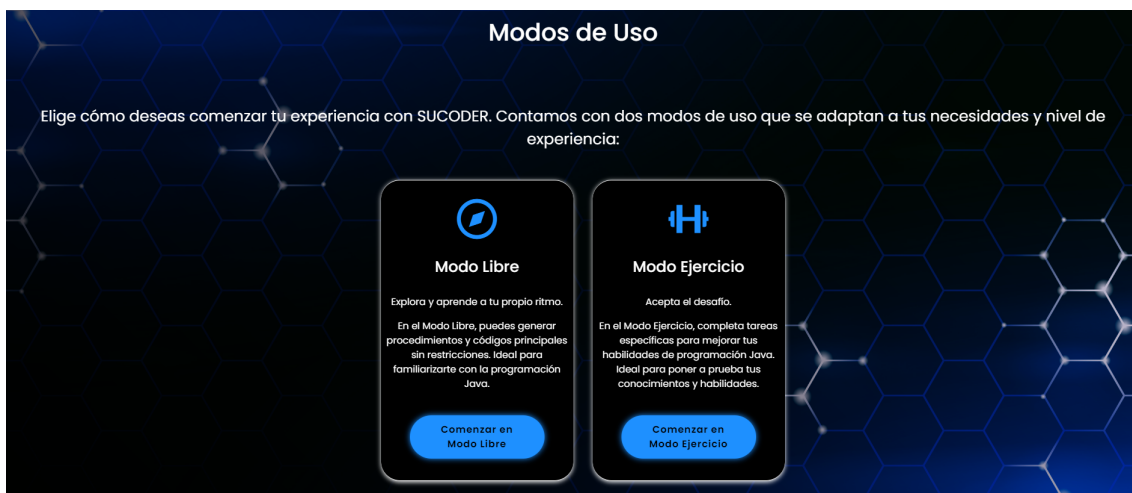 Modos de Uso
Elige cómo deseas comenzar tu experiencia con SUCODER. Contamos con dos modos de uso que se adaptan a tus necesidades y nivel de
experiencia:
Modo Libre
Explora y aprende a tu propio ritmo.
En el Modo Libre, puedes generar
procedimientos y códigos principales
sin restricciones. Ideal para
familiarizarte con la programación
Java.
Comenzar en
Modo Libre
Modo Ejercicio
Acepta el desafío.
En el Modo Ejercicio, completa tareas
específicas para mejorar tus
habilidades de programación Java.
Ideal para poner a prueba tus
conocimientos y habilidades.
Comenzar en
Modo Ejercicio